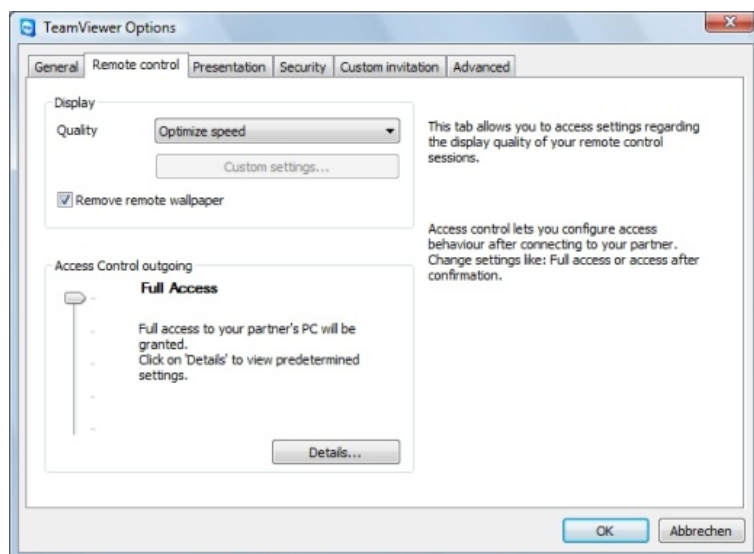 TeamViewer Options
General Remote control Presentation Security Custom invitation Advanced
Display
Quality Optimize speed
Custom settings...
Remove remote wallpaper
This tab allows you to access settings regarding
the display quality of your remote control
sessions.
Access control lets you configure access
behaviour after connecting to your partner.
Change settings like: Full access or access after
confirmation.
Access Control outgoing
Full Access
Full access to your partner's PC will be
granted.
Click on 'Details' to view predetermined
settings.
Details...
OK Abbrechen